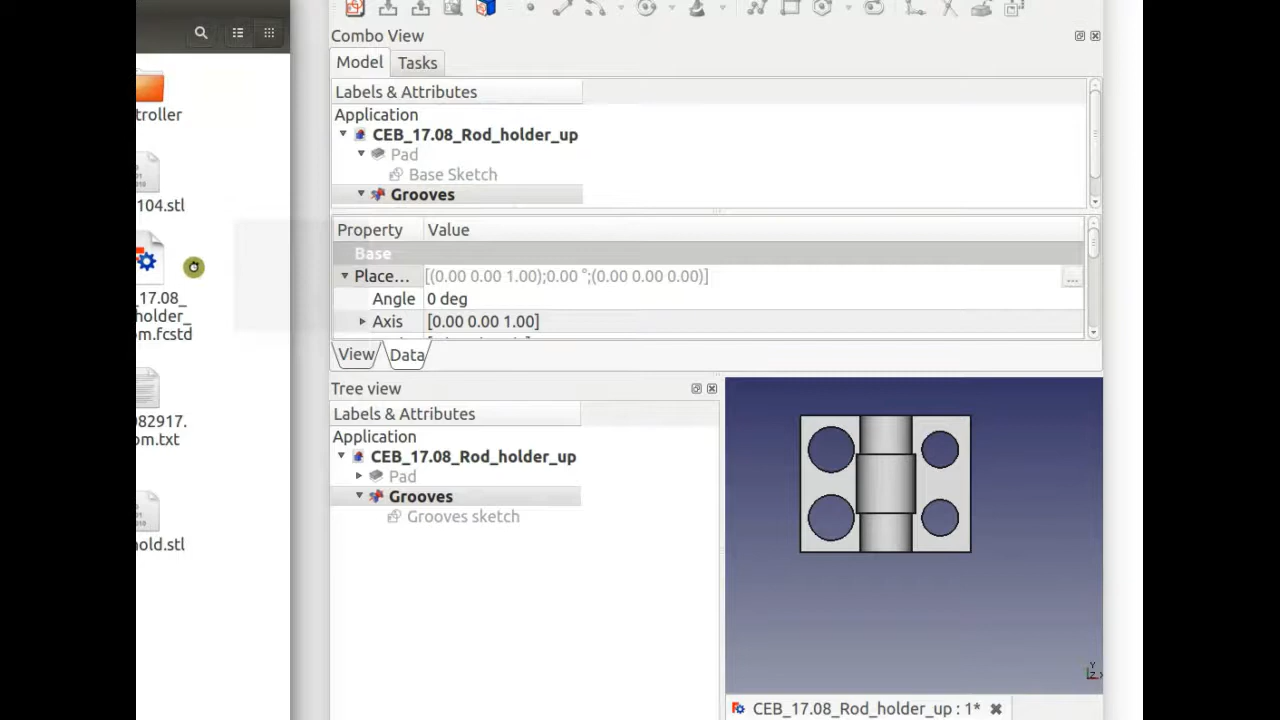 Combo View
Model
Tasks
Labels & Attributes
Application
CEB_17.08_Rod_holder_up
Pad
Base Sketch
Grooves
Property
Value
Base
Place...
[(0.00 0.00 1.00);0.00 °;(0.00 0.00 0.00)]
...
Angle
0 deg
Axis
[0.00 0.00 1.00]
View
Data
Tree view
Labels & Attributes
Application
CEB_17.08_Rod_holder_up
Pad
Grooves
Grooves sketch
Y
Z
X
CEB_17.08_Rod_holder_up : 1*
troller
104.stl
_17.08_
holder_
m.fcstd
082917.
om.txt
hold.stl